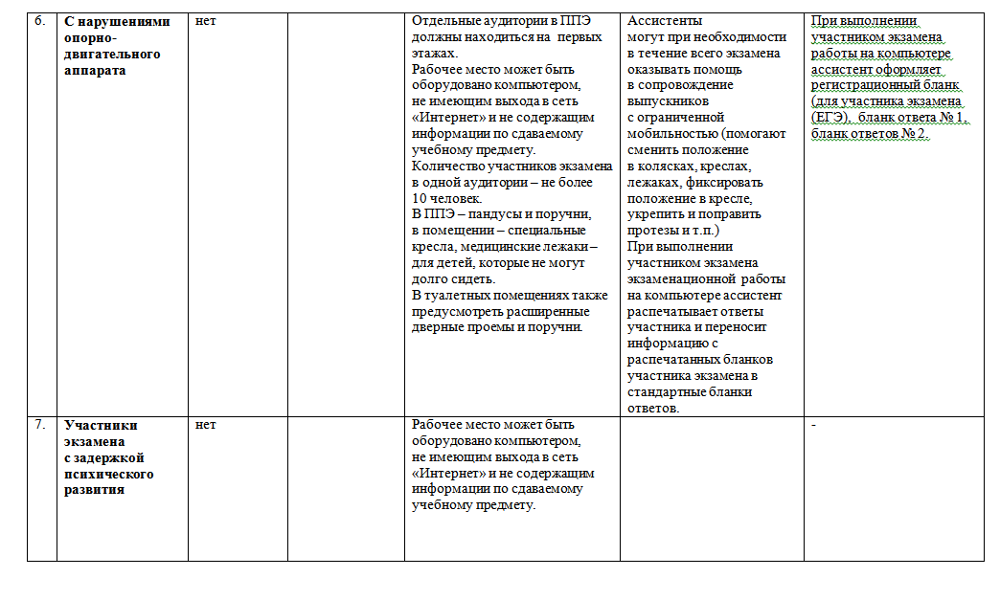 6.
С нарушениями
опорно-
двигательного
аппарата
нет
Отдельные аудитории в ППЭ
должны находиться на первых
этажах.
Рабочее место может быть
оборудовано компьютером,
не имеющим выхода в сеть
«Интернет» и не содержащим
информации по сдаваемому
учебному предмету.
Количество участников экзамена
в одной аудитории – не более
10 человек.
В ППЭ – пандусы и поручни,
в помещении – специальные
кресла, медицинские лежаки –
для детей, которые не могут
долго сидеть.
В туалетных помещениях также
предусмотреть расширенные
дверные проемы и поручни.
Ассистенты
могут при необходимости
в течение всего экзамена
оказывать помощь
в сопровождение
выпускников
с ограниченной
мобильностью (помогают
сменить положение
в колясках, креслах,
лежаках, фиксировать
положение в кресле,
укрепить и поправить
протезы и т.п.)
При выполнении
участником экзамена
экзаменационной работы
на компьютере ассистент
распечатывает ответы
участника и переносит
информацию с
распечатанных бланков
участника экзамена в
стандартные бланки
ответов.
При выполнении
участником экзамена
работы на компьютере
ассистент оформляет
регистрационный бланк
(для участника экзамена
(ЕГЭ), бланк ответа № 1,
бланк ответов № 2.
7.
Участники
экзамена
с задержкой
психического
развития
нет
Рабочее место может быть
оборудовано компьютером,
не имеющим выхода в сеть
«Интернет» и не содержащим
информации по сдаваемому
учебному предмету.
-